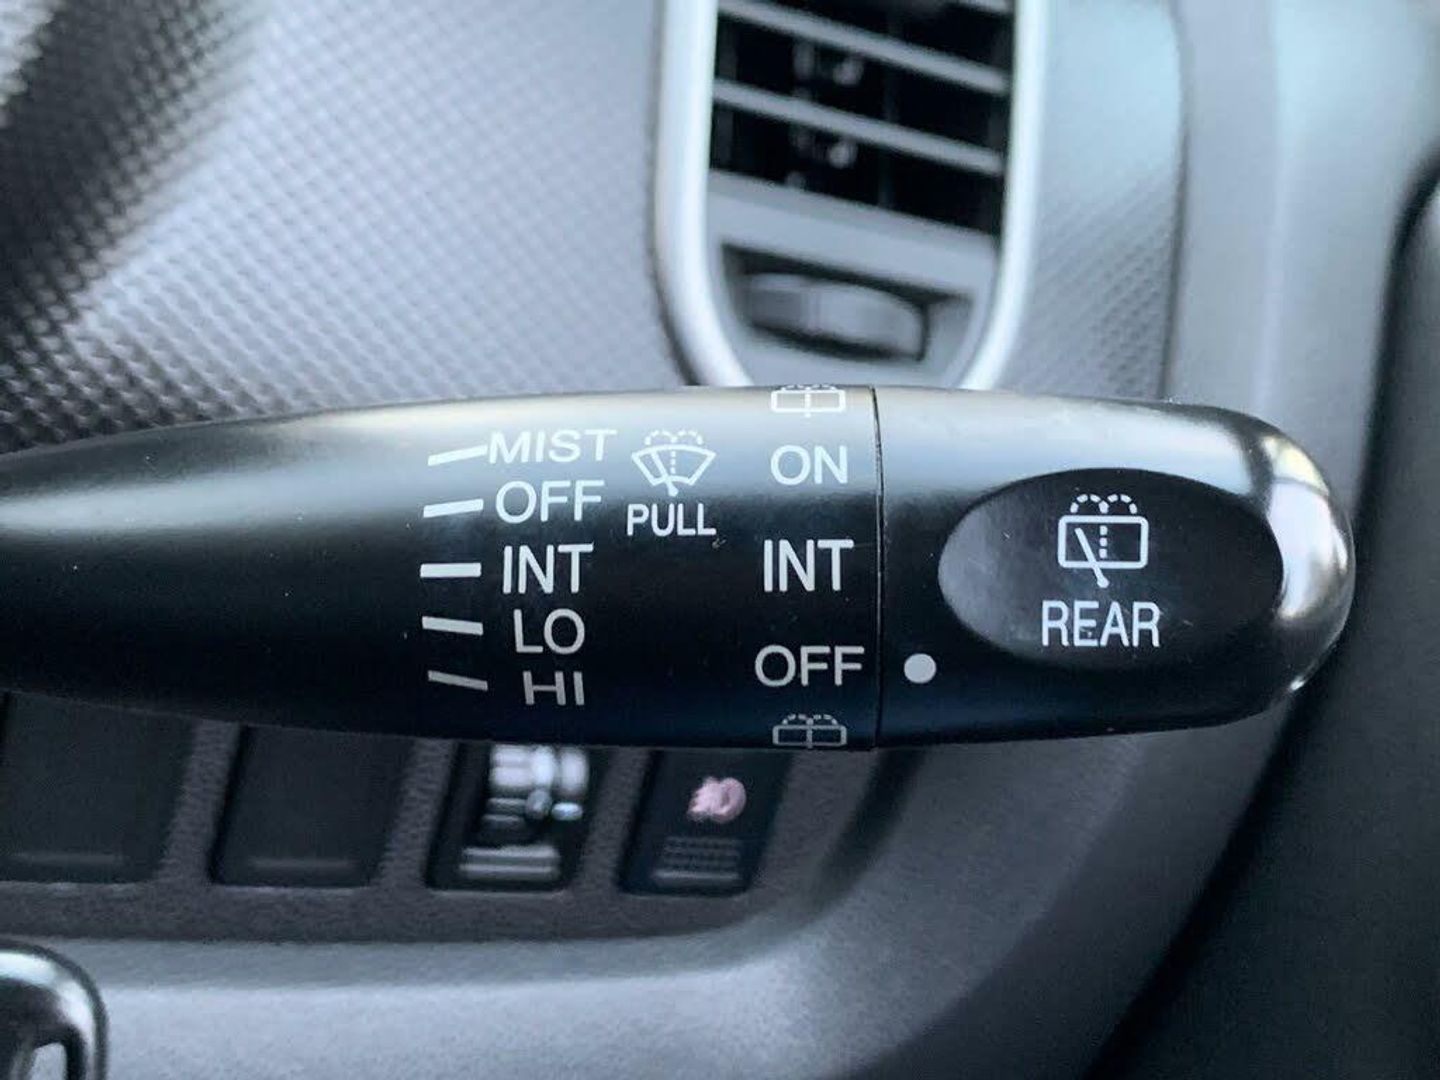 MIST
OFF
INT
LO
HI
PULL
ON
INT
OFF
REAR